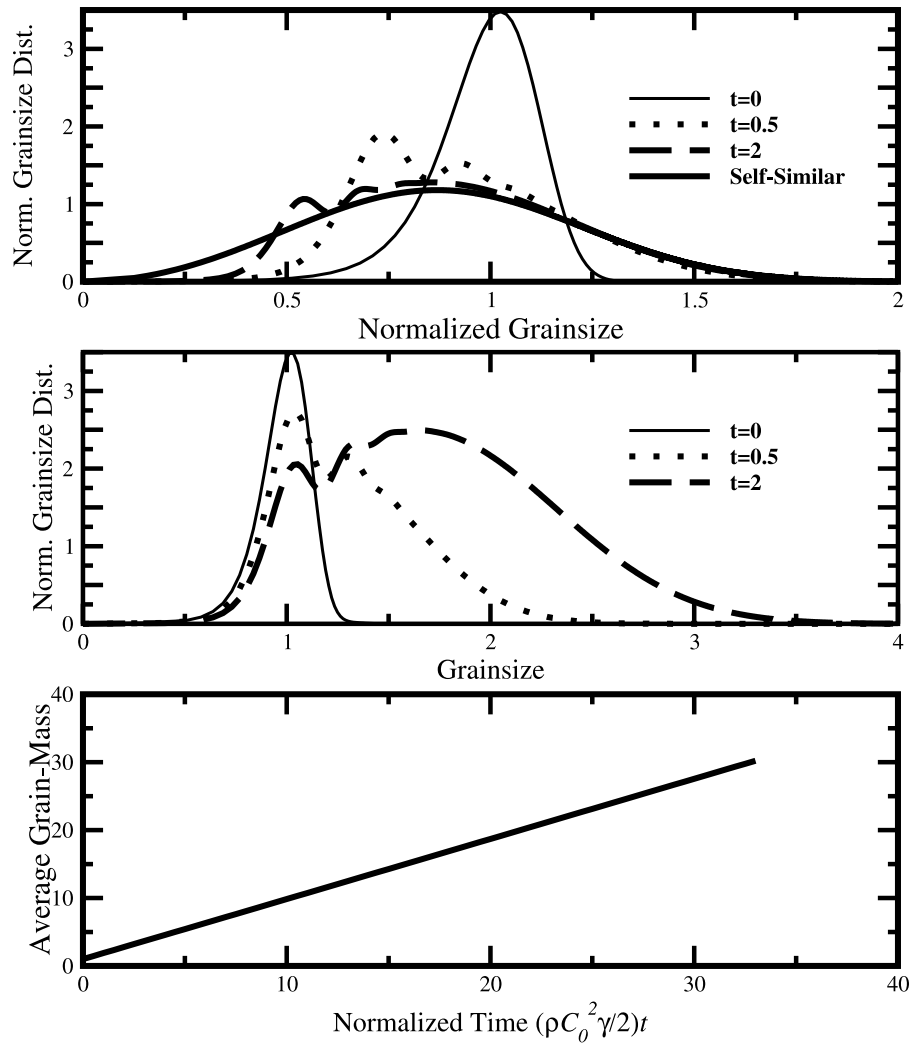 Norm. Grainsize Dist.
3
2
1
0
t=0
t=0.5
t=2
Self-Similar
0
0.5
1
1.5
2
Normalized Grainsize
Norm. Grainsize Dist.
3
2
1
0
t=0
t=0.5
t=2
0
1
2
3
4
Grainsize
Average Grain-Mass
40
30
20
10
0
0
10
20
30
40
Normalized Time (ρC₀²γ/2)t